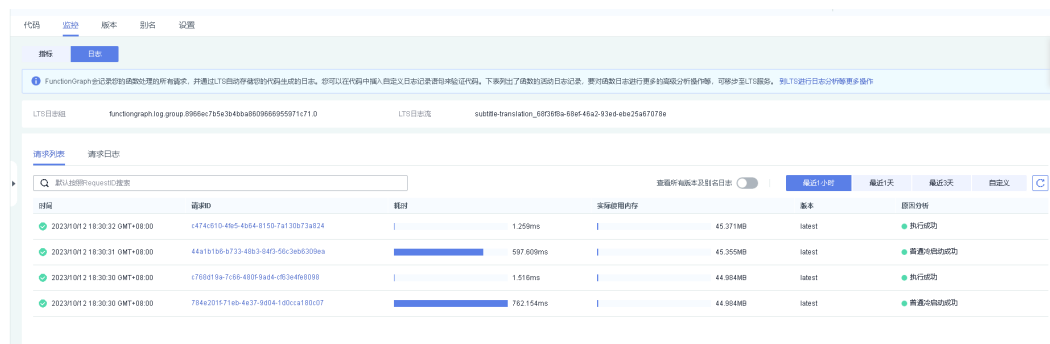 代码 监控 版本 别名 设置
指标 日志
FunctionGraph会记录您的函数处理的所有请求，并通过LTS自动存储您的代码生成的日志。您可以在代码中插入自定义日志记录语句来验证代码。下表列出了函数的活动日志记录，要对函数日志进行更多的高级分析操作等，可移步至LTS服务。 到LTS进行日志分析等更多操作
LTS日志组 functiongraph.log.group.8966ec7b5e3b4bba8609666955971c71.0 LTS日志流 subtitle-translation_68f36f8a-68ef-46a2-93ed-ebe25a67078e
请求列表 请求日志
默认按照RequestID搜索 查看所有版本及别名日志 最近1小时 最近1天 最近3天 自定义
时间 请求ID 耗时 实际使用内存 版本 原因分析
2023/10/12 18:30:32 GMT+08:00 c474c610-4fe5-4b64-8150-7a130b73a824 1.259ms 45.371MB latest 执行成功
2023/10/12 18:30:31 GMT+08:00 44a1b1b6-b733-48b3-84f3-56c3eb6309ea 597.609ms 45.355MB latest 普通冷启动成功
2023/10/12 18:30:30 GMT+08:00 c768d19a-7c66-480f-9ad4-cf63e4fe8098 1.516ms 44.984MB latest 执行成功
2023/10/12 18:30:30 GMT+08:00 784e201f-71eb-4e37-9d04-1d0cca180c07 762.154ms 44.984MB latest 普通冷启动成功